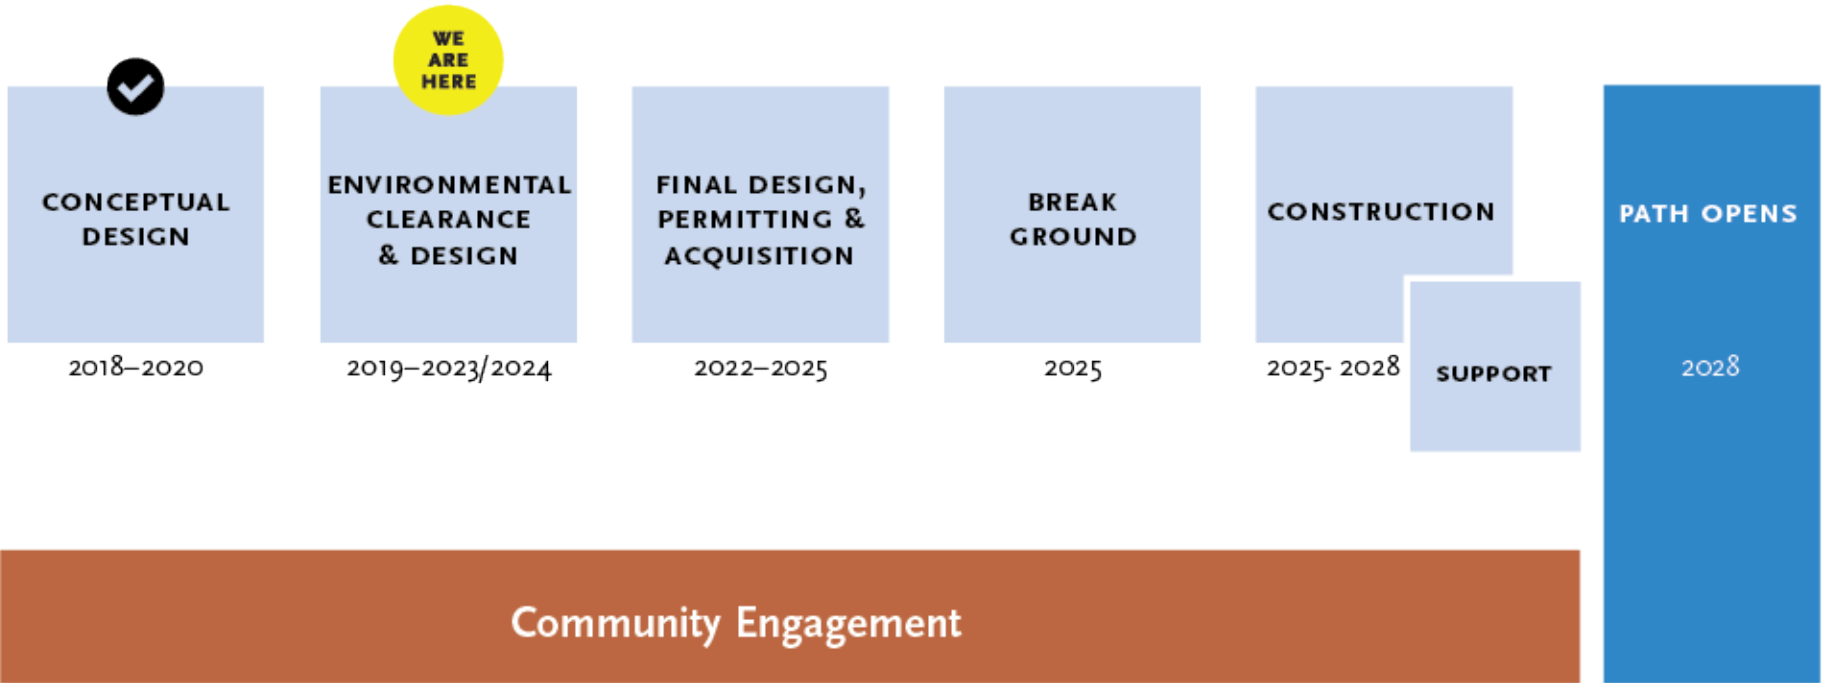 WE
ARE
HERE
CONCEPTUAL
DESIGN
2018–2020
ENVIRONMENTAL
CLEARANCE
& DESIGN
2019–2023/2024
FINAL DESIGN,
PERMITTING &
ACQUISITION
2022–2025
BREAK
GROUND
2025
CONSTRUCTION
2025- 2028
SUPPORT
PATH OPENS
2028
Community Engagement